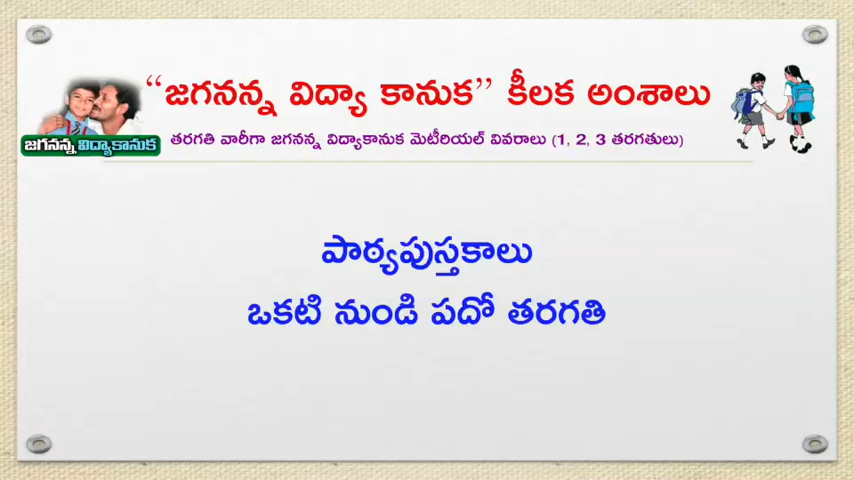 “జగనన్న విద్యా కానుక” కీలక అంశాలు
తరగతి వారీగా జగనన్న విద్యాకానుక మెటీరియల్ వివరాలు (1, 2, 3 తరగతులు)
జగనన్న విద్యాకానుక
పాఠ్యపుస్తకాలు
ఒకటి నుండి పదో తరగతి